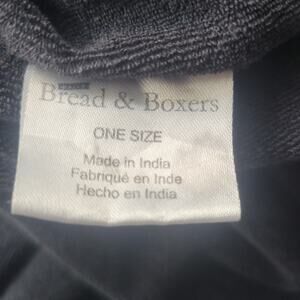 Bread & Boxers
ONE SIZE
Made in India
Fabriqué en Inde
Hecho en India